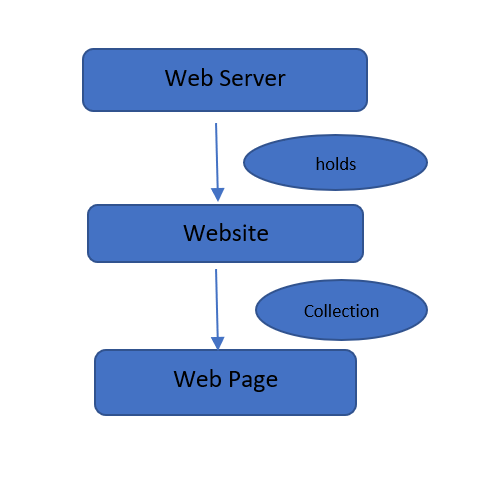 Web Server
holds
Website
Collection
Web Page